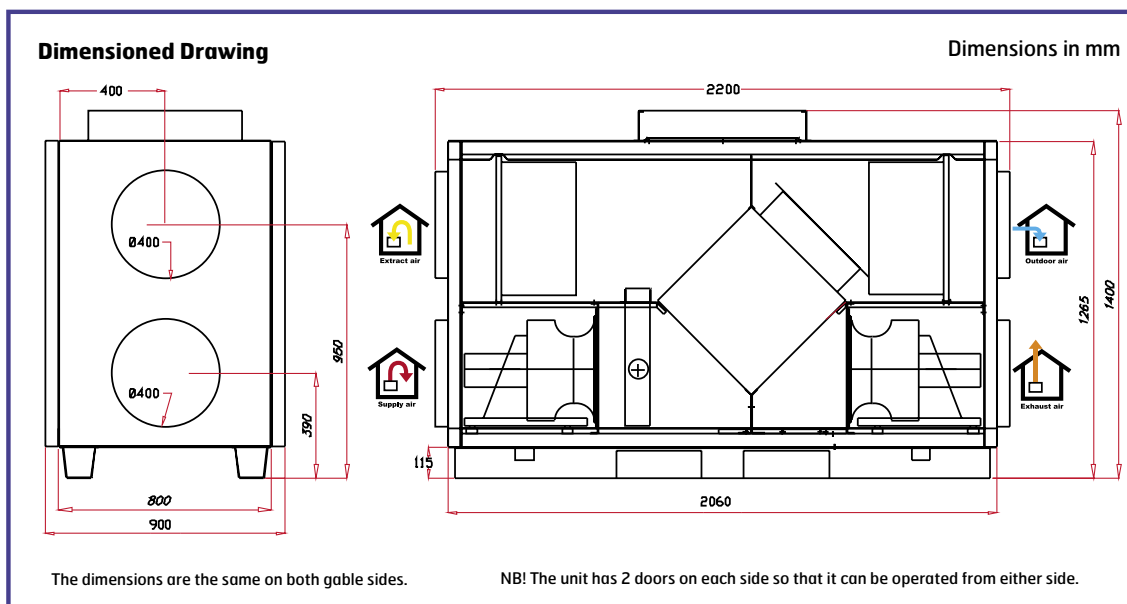 Dimensioned Drawing
Dimensions in mm
400
2200
Ø400
Extract air
Outdoor air
950
1265
1400
Ø400
390
Supply air
Exhaust air
115
800
900
2060
The dimensions are the same on both gable sides.
NB! The unit has 2 doors on each side so that it can be operated from either side.